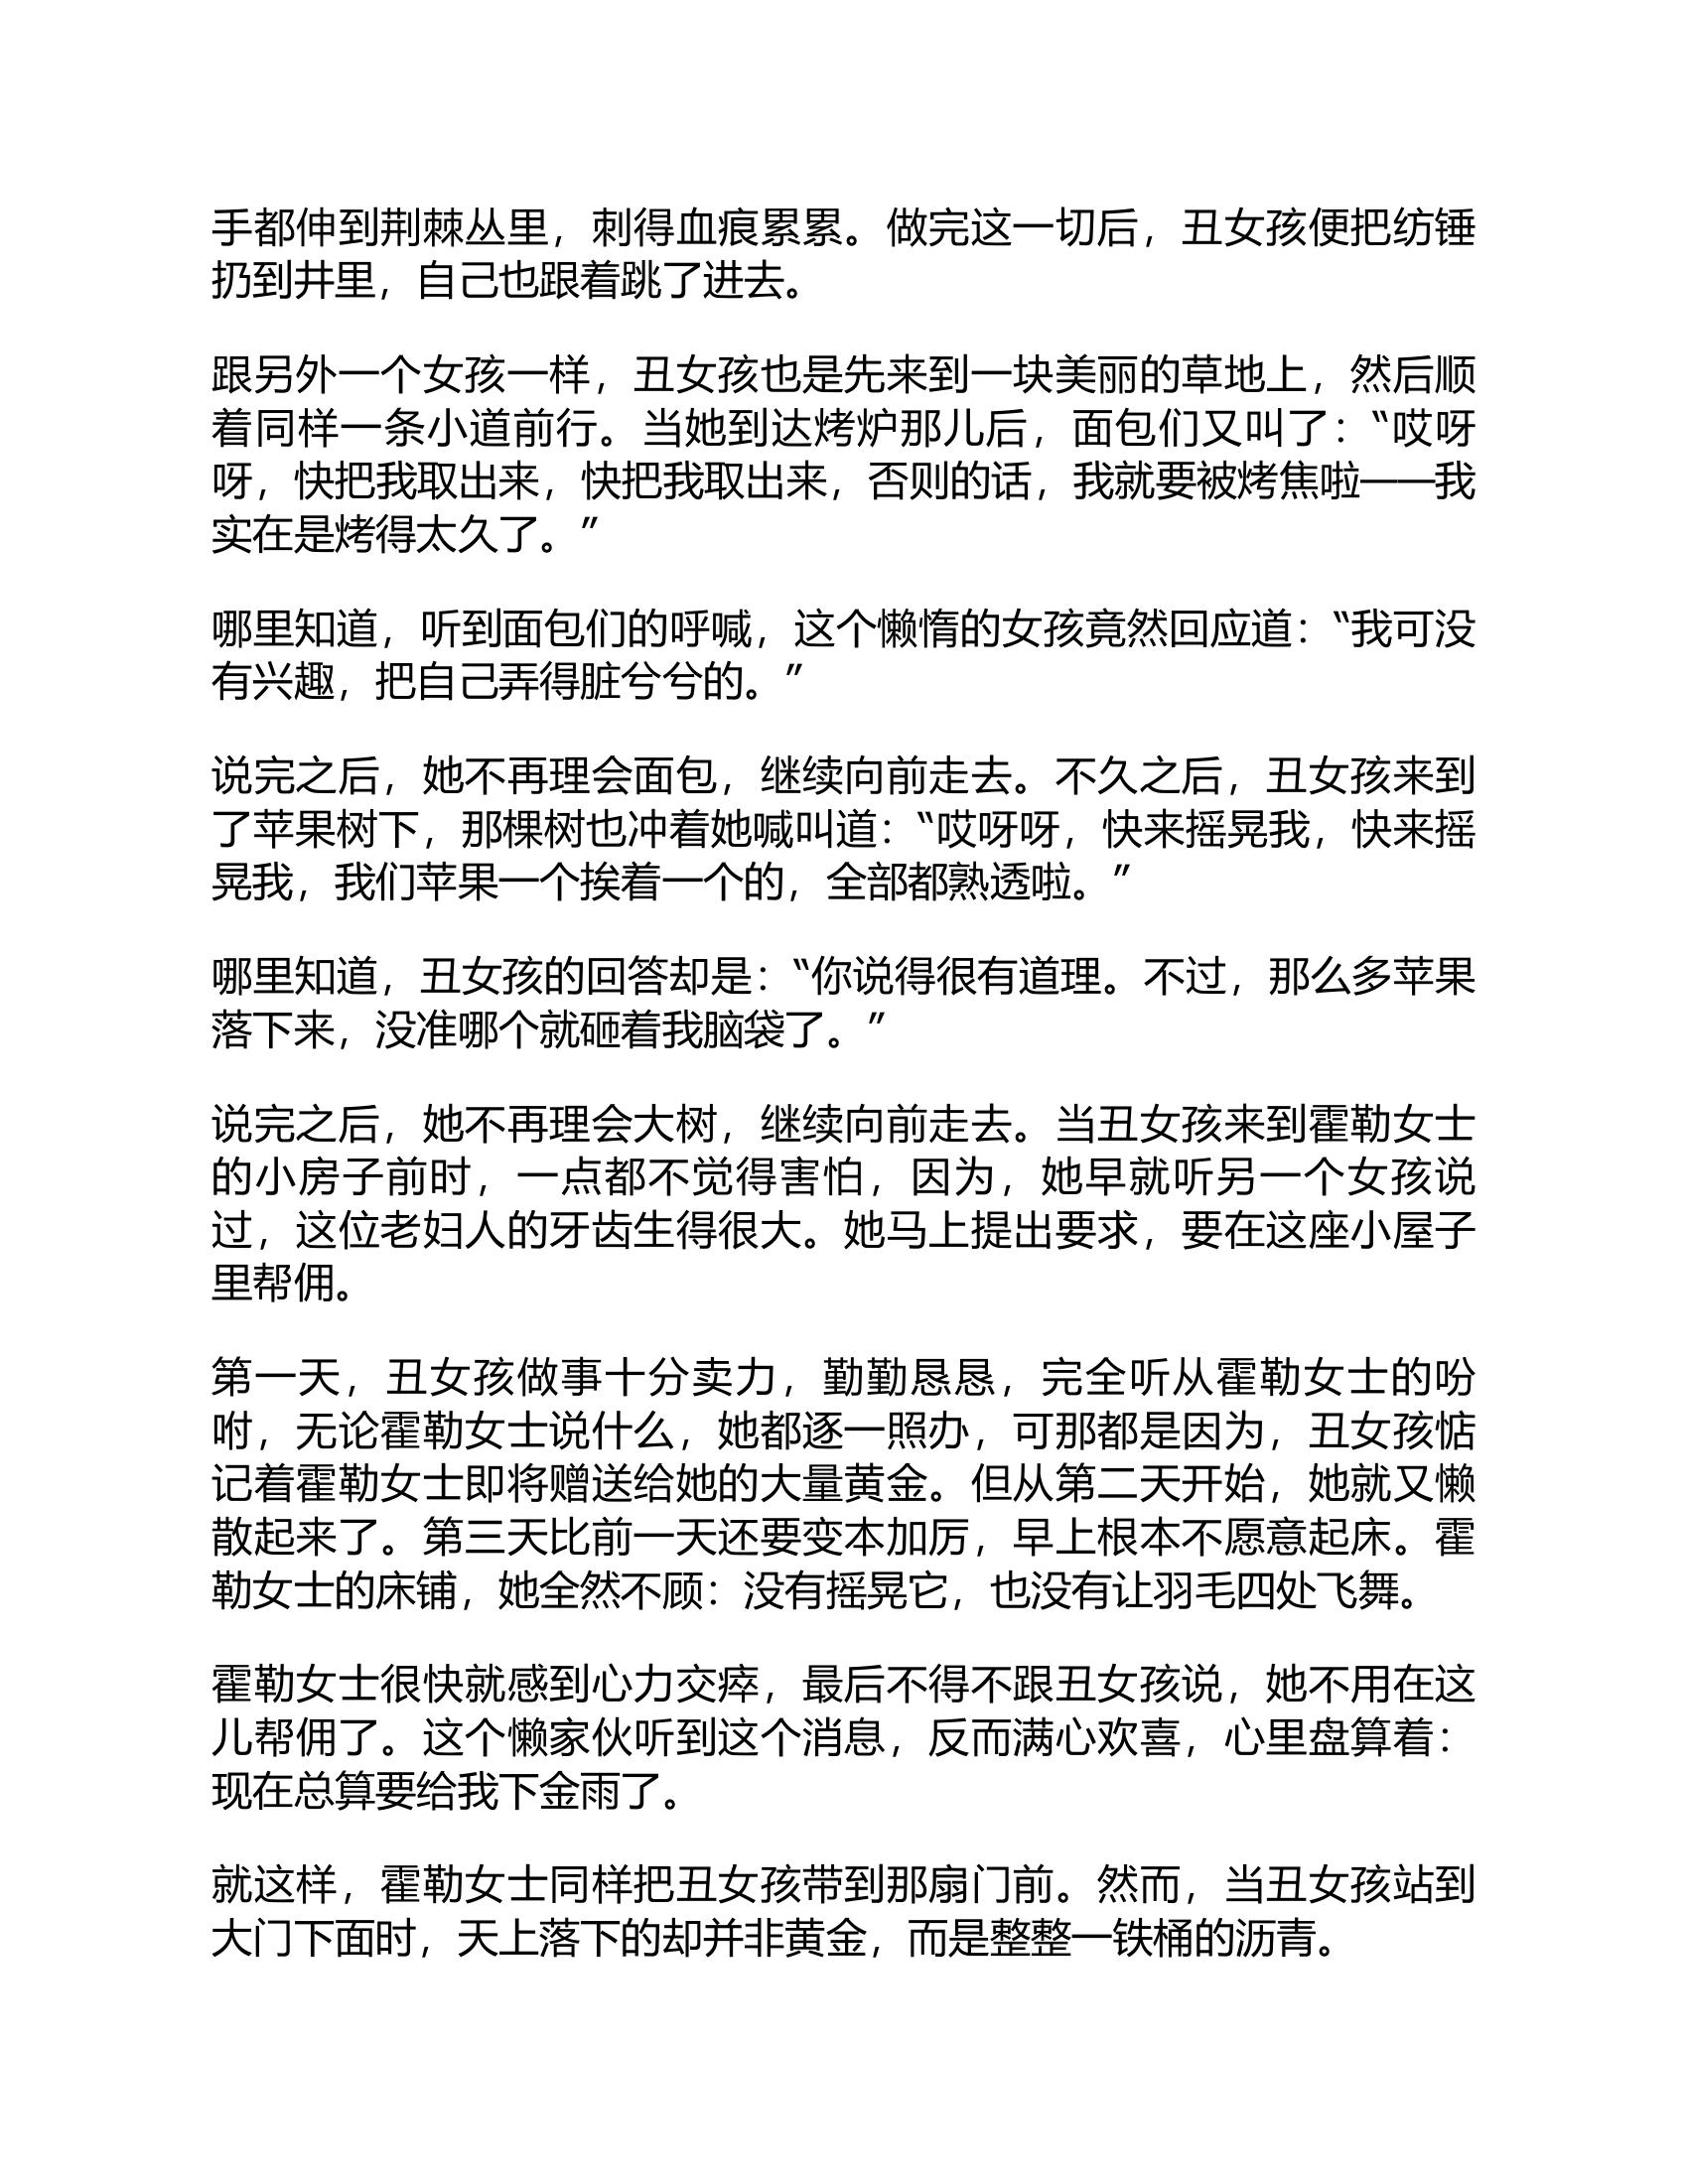 手都伸到荆棘丛里，刺得血痕累累。做完这一切后，丑女孩便把纺锤
扔到井里，自己也跟着跳了进去。
跟另外一个女孩一样，丑女孩也是先来到一块美丽的草地上，然后顺
着同样一条小道前行。当她到达烤炉那儿后，面包们又叫了：“哎呀
呀，快把我取出来，快把我取出来，否则的话，我就要被烤焦啦——我
实在是烤得太久了。”
哪里知道，听到面包们的呼喊，这个懒惰的女孩竟然回应道：“我可没
有兴趣，把自己弄得脏兮兮的。”
说完之后，她不再理会面包，继续向前走去。不久之后，丑女孩来到
了苹果树下，那棵树也冲着她喊叫道：“哎呀呀，快来摇晃我，快来摇
晃我，我们苹果一个挨着一个的，全部都熟透啦。”
哪里知道，丑女孩的回答却是：“你说得很有道理。不过，那么多苹果
落下来，没准哪个就砸着我脑袋了。”
说完之后，她不再理会大树，继续向前走去。当丑女孩来到霍勒女士
的小房子前时，一点都不觉得害怕，因为，她早就听另一个女孩说
过，这位老妇人的牙齿生得很大。她马上提出要求，要在这座小屋子
里帮佣。
第一天，丑女孩做事十分卖力，勤勤恳恳，完全听从霍勒女士的吩
咐，无论霍勒女士说什么，她都逐一照办，可那都是因为，丑女孩惦
记着霍勒女士即将赠送给她的大量黄金。但从第二天开始，她就又懒
散起来了。第三天比前一天还要变本加厉，早上根本不愿意起床。霍
勒女士的床铺，她全然不顾：没有摇晃它，也没有让羽毛四处飞舞。
霍勒女士很快就感到心力交瘁，最后不得不跟丑女孩说，她不用在这
儿帮佣了。这个懒家伙听到这个消息，反而满心欢喜，心里盘算着：
现在总算要给我下金雨了。
就这样，霍勒女士同样把丑女孩带到那扇门前。然而，当丑女孩站到
大门下面时，天上落下的却并非黄金，而是整整一铁桶的沥青。